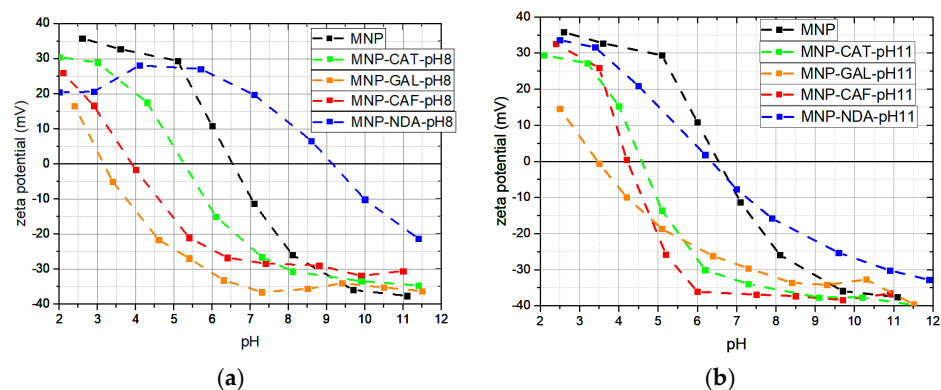 (a)
40
30
20
10
0
-10
-20
-30
-40
zeta potential (mV)
MNP
MNP-CAT-pH8
MNP-GAL-pH8
MNP-CAF-pH8
MNP-NDA-pH8
2 3 4 5 6 7 8 9 10 11 12
pH
(b)
40
30
20
10
0
-10
-20
-30
-40
zeta potential (mV)
MNP
MNP-CAT-pH11
MNP-GAL-pH11
MNP-CAF-pH11
MNP-NDA-pH11
2 3 4 5 6 7 8 9 10 11 12
pH
(a)
(b)